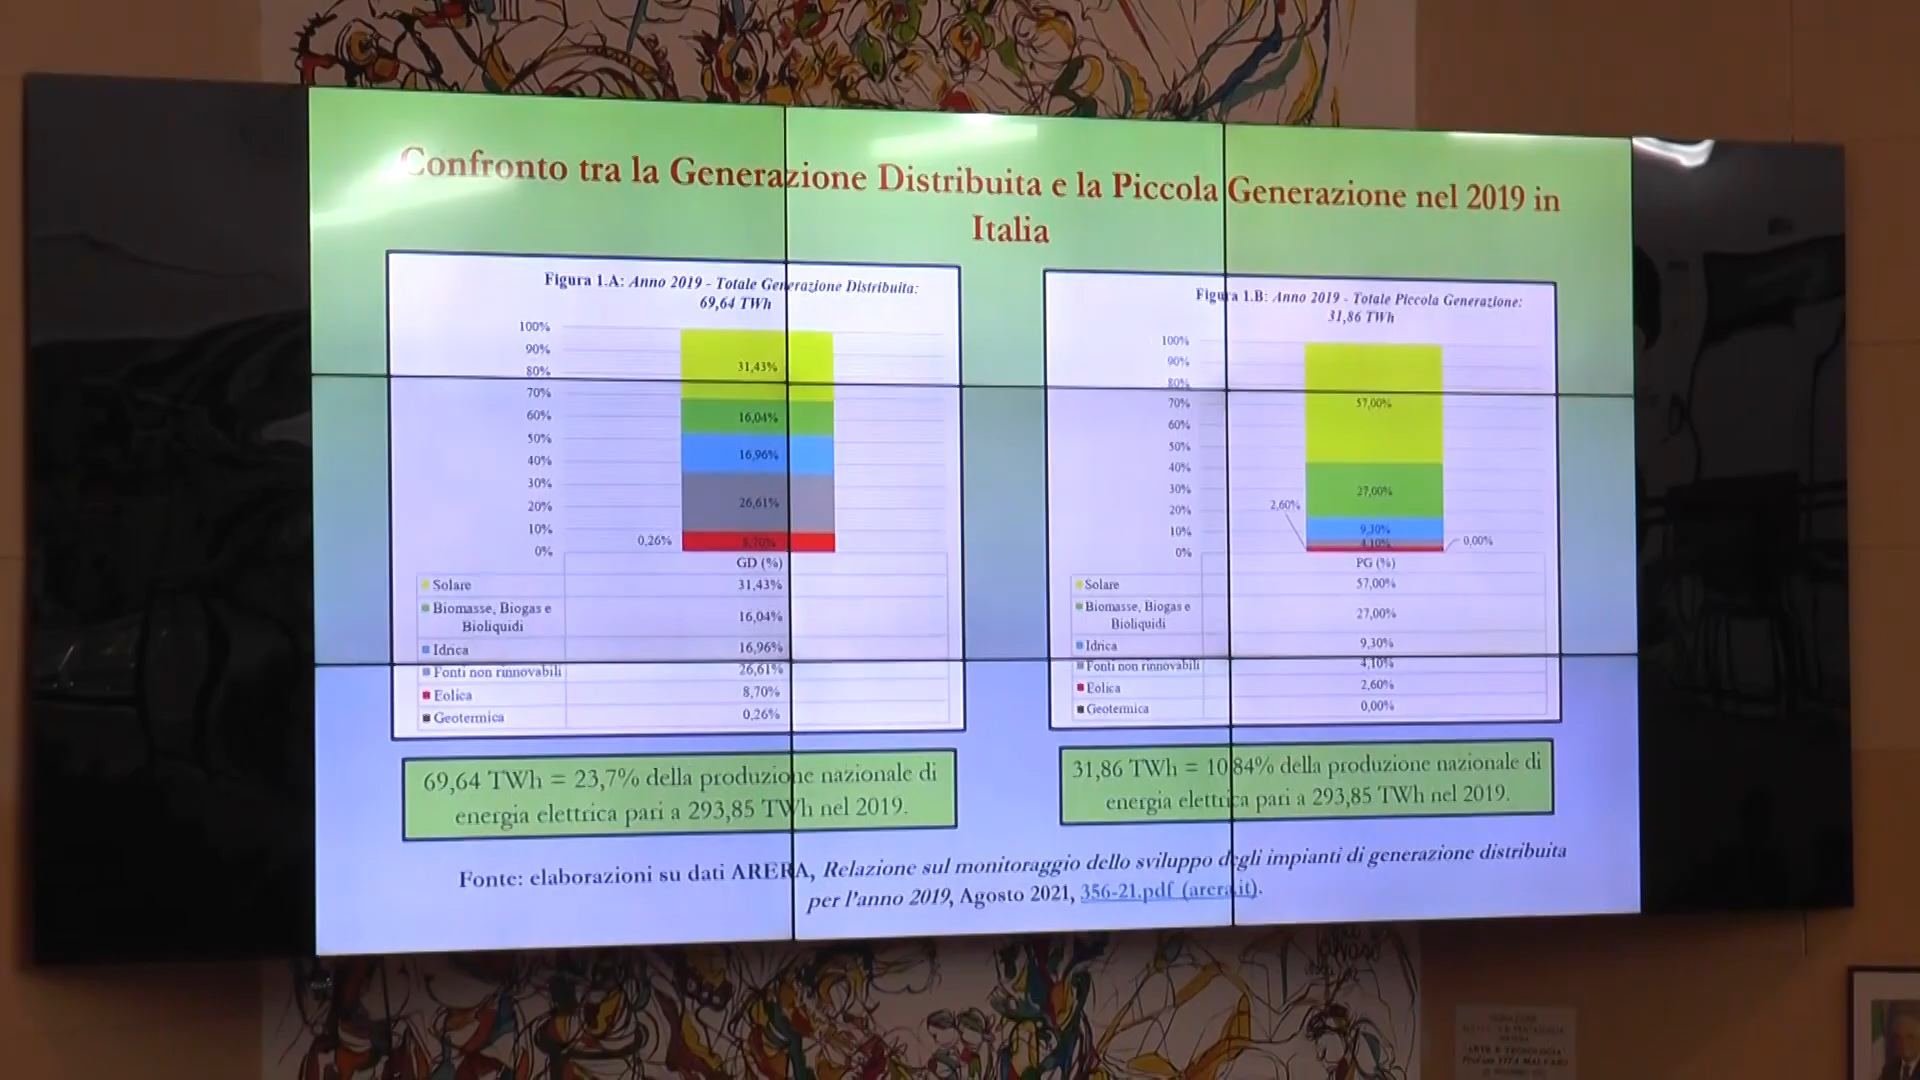 Confronto tra la Generazione Distribuita e la Piccola Generazione nel 2019 in
Italia
Figura 1.A: Anno 2019 - Totale Generazione Distribuita:
69,64 TWh
100%
90%
80%
70%
60%
50%
40%
30%
20%
10%
0%
31,43%
16,04%
16,96%
26,61%
8,70%
0,26%
GD (%)
Solare 31,43%
Biomasse, Biogas e
Bioliquidi 16,04%
Idrica 16,96%
Fonti non rinnovabili 26,61%
Eolica 8,70%
Geotermica 0,26%
69,64 TWh = 23,7% della produzione nazionale di
energia elettrica pari a 293,85 TWh nel 2019.
Figura 1.B: Anno 2019 - Totale Piccola Generazione:
31,86 TWh
100%
90%
80%
70%
60%
50%
40%
30%
20%
10%
0%
57,00%
27,00%
9,30%
4,10%
2,60%
0,00%
PG (%)
Solare 57,00%
Biomasse, Biogas e
Bioliquidi 27,00%
Idrica 9,30%
Fonti non rinnovabili 4,10%
Eolica 2,60%
Geotermica 0,00%
31,86 TWh = 10,84% della produzione nazionale di
energia elettrica pari a 293,85 TWh nel 2019.
Fonte: elaborazioni su dati ARERA, Relazione sul monitoraggio dello sviluppo degli impianti di generazione distribuita
per l'anno 2019, Agosto 2021, 356-21.pdf (arera.it).